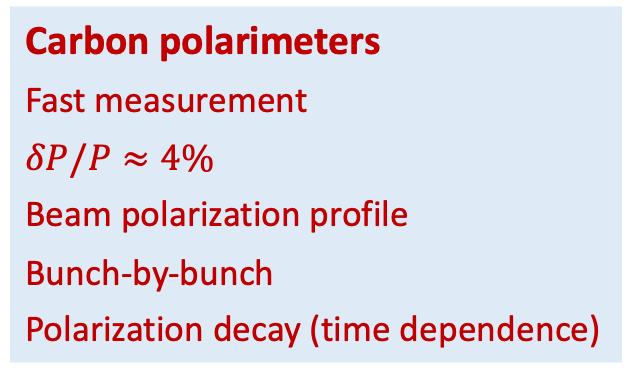 Carbon polarimeters
Fast measurement
δP/P ≈ 4%
Beam polarization profile
Bunch-by-bunch
Polarization decay (time dependence)